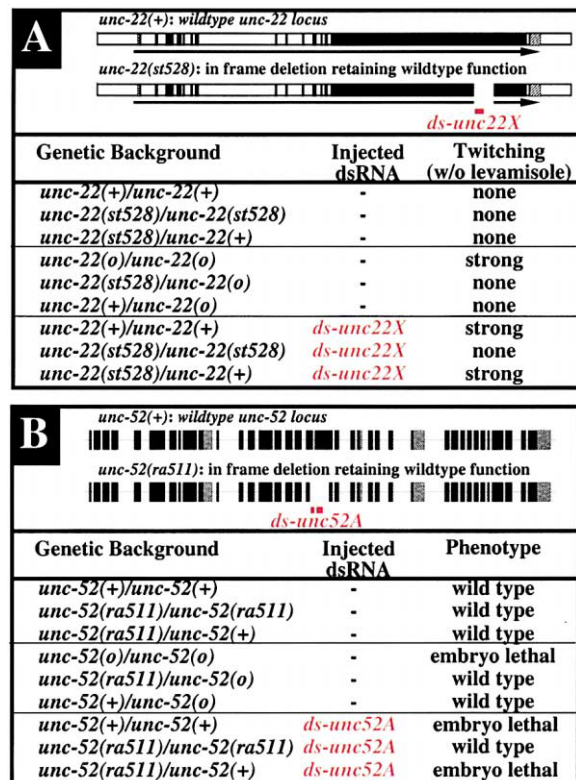 A
unc-22(+): wildtype unc-22 locus
unc-22(st528): in frame deletion retaining wildtype function
ds-unc22X
Genetic Background Injected dsRNA Twitching (w/o levamisole)
unc-22(+)/unc-22(+) - none
unc-22(st528)/unc-22(st528) - none
unc-22(st528)/unc-22(+) - none
unc-22(o)/unc-22(o) - strong
unc-22(st528)/unc-22(o) - none
unc-22(+)/unc-22(o) - none
unc-22(+)/unc-22(+) ds-unc22X strong
unc-22(st528)/unc-22(st528) ds-unc22X none
unc-22(st528)/unc-22(+) ds-unc22X strong
B
unc-52(+): wildtype unc-52 locus
unc-52(ra511): in frame deletion retaining wildtype function
ds-unc52A
Genetic Background Injected dsRNA Phenotype
unc-52(+)/unc-52(+) - wild type
unc-52(ra511)/unc-52(ra511) - wild type
unc-52(ra511)/unc-52(+) - wild type
unc-52(o)/unc-52(o) - embryo lethal
unc-52(ra511)/unc-52(o) - wild type
unc-52(+)/unc-52(o) - wild type
unc-52(+)/unc-52(+) ds-unc52A embryo lethal
unc-52(ra511)/unc-52(ra511) ds-unc52A wild type
unc-52(ra511)/unc-52(+) ds-unc52A embryo lethal